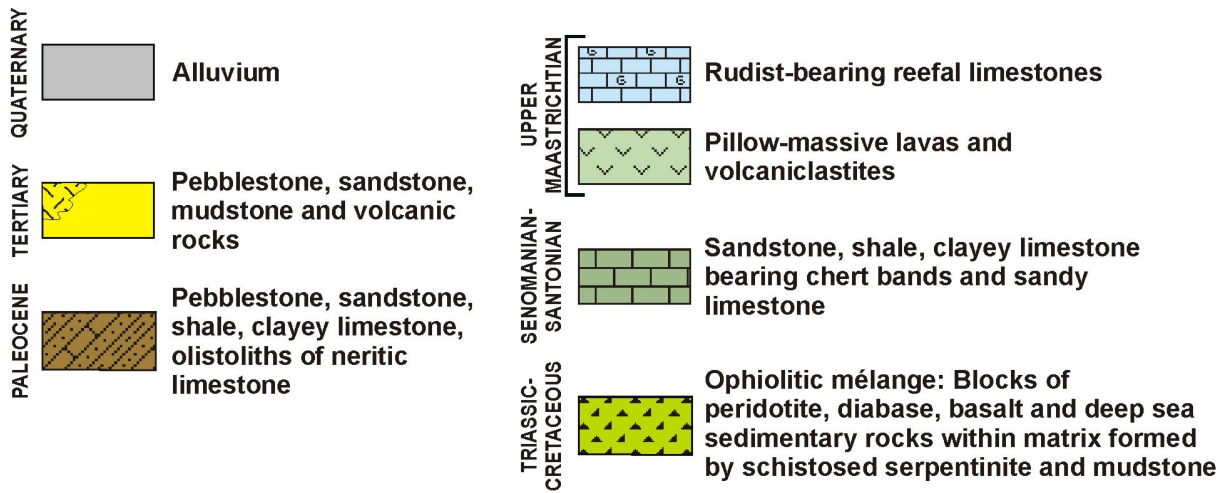 QUATERNARY
Alluvium
TERTIARY
Pebblestone, sandstone,
mudstone and volcanic
rocks
PALEOCENE
Pebblestone, sandstone,
shale, clayey limestone,
olistoliths of neritic
limestone
UPPER
MAASTRICHTIAN
Rudist-bearing reefal limestones
Pillow-massive lavas and
volcaniclastites
SENOMANIAN-
SANTONIAN
Sandstone, shale, clayey limestone
bearing chert bands and sandy
limestone
TRIASSIC-
CRETACEOUS
Ophiolitic mélange: Blocks of
peridotite, diabase, basalt and deep sea
sedimentary rocks within matrix formed
by schistosed serpentinite and mudstone